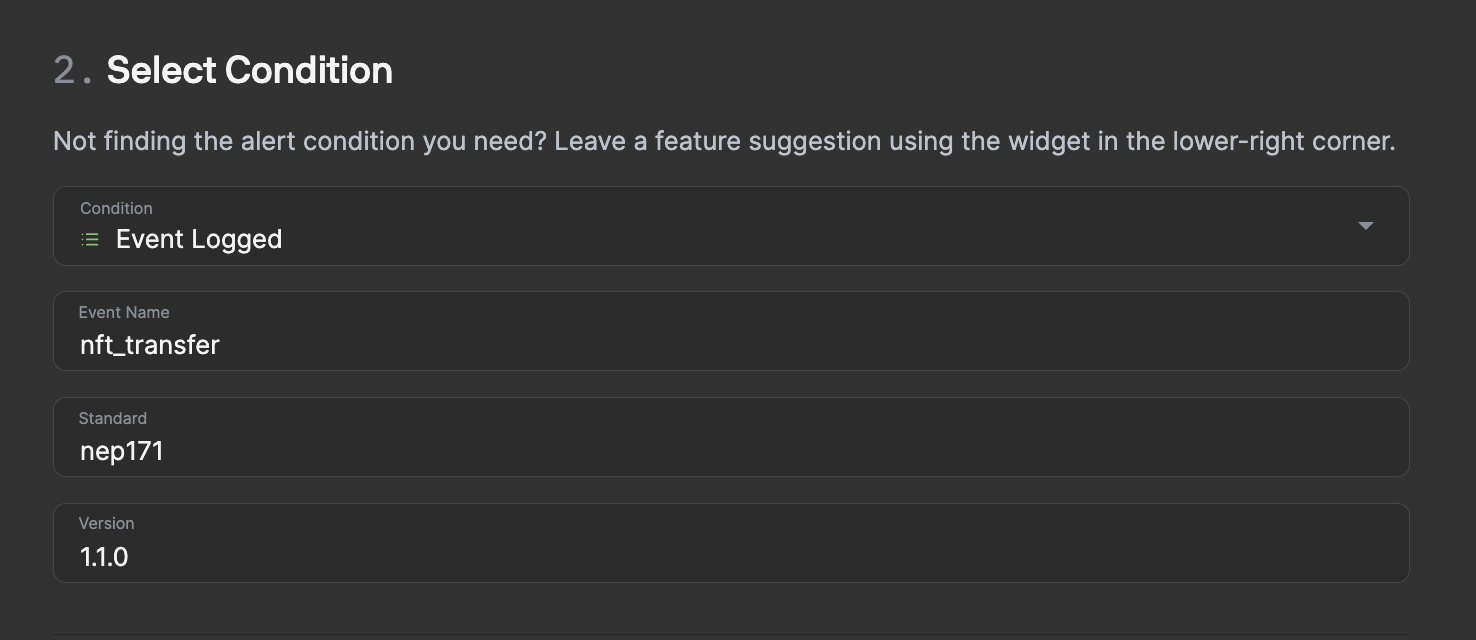 2. Select Condition
Not finding the alert condition you need? Leave a feature suggestion using the widget in the lower-right corner.
Condition
Event Logged
Event Name
nft_transfer
Standard
nep171
Version
1.1.0